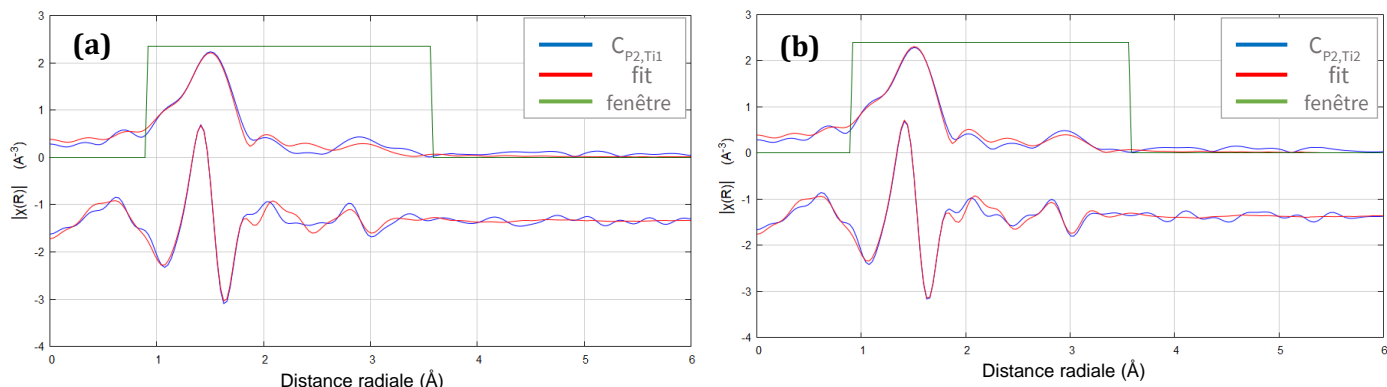 (a)
C_P2,Ti1
fit
fenêtre
3
2
1
0
-1
-2
-3
-4
|χ(R)| (A⁻³)
0 1 2 3 4 5 6
Distance radiale (Å)
(b)
C_P2,Ti2
fit
fenêtre
3
2
1
0
-1
-2
-3
-4
|χ(R)| (A⁻³)
0 1 2 3 4 5 6
Distance radiale (Å)